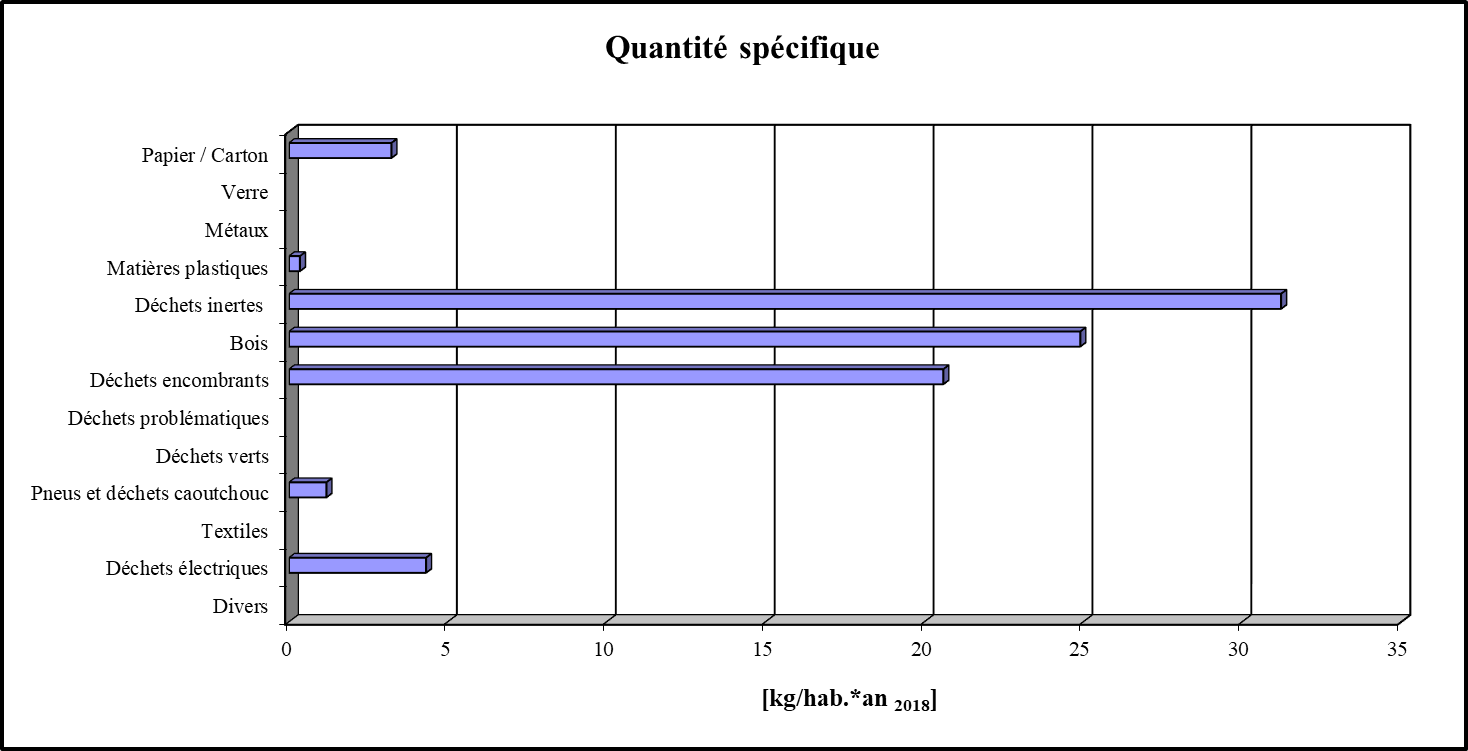 Quantité spécifique
Papier / Carton
Verre
Métaux
Matières plastiques
Déchets inertes
Bois
Déchets encombrants
Déchets problématiques
Déchets verts
Pneus et déchets caoutchouc
Textiles
Déchets électriques
Divers
0 5 10 15 20 25 30 35
[kg/hab.*an 2018]